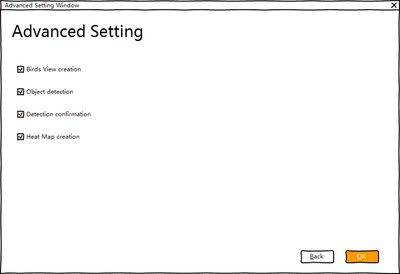 Advanced Setting Window
Advanced Setting
Birds View creation
Object detection
Detection confirmation
Heat Map creation
Back
OK